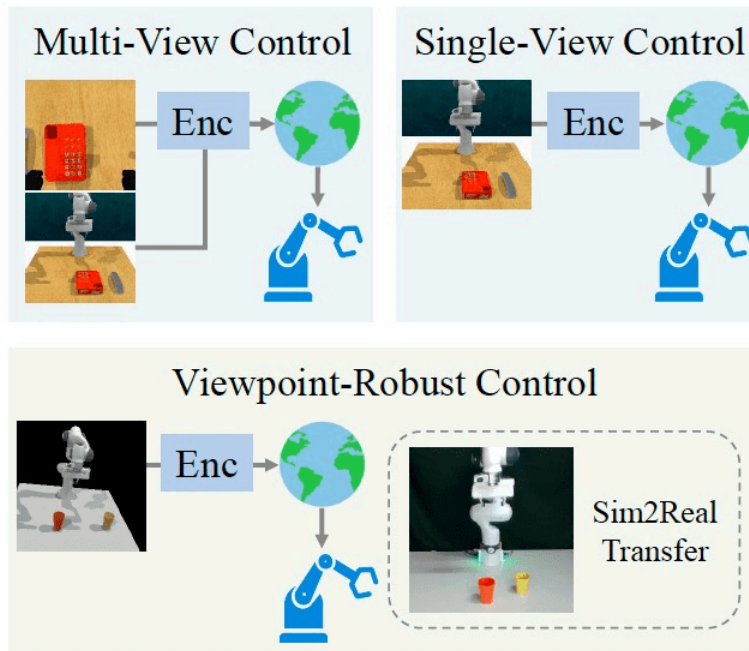 Multi-View Control
Single-View Control
Enc
Enc
Viewpoint-Robust Control
Enc
Sim2Real
Transfer